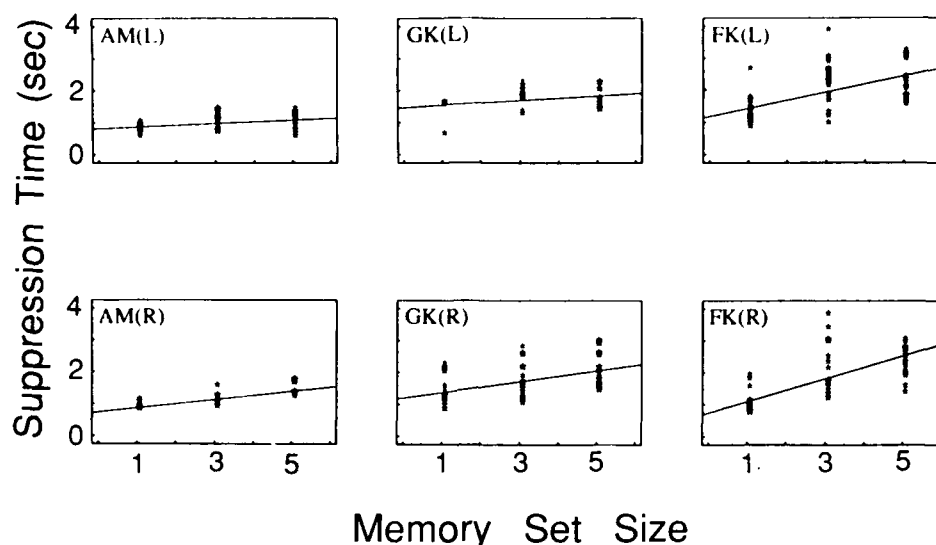 Suppression Time (sec)
4
2
0
AM(L)
GK(L)
FK(L)
4
2
0
AM(R)
GK(R)
FK(R)
1 3 5
1 3 5
1 3 5
Memory Set Size